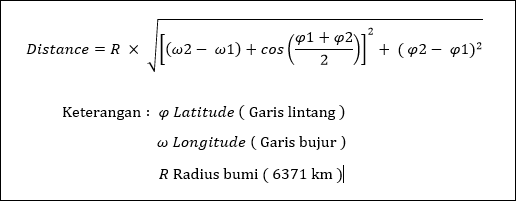 Distance = R × √[(ω2 − ω1) + cos((φ1 + φ2)/2)]² + (φ2 − φ1)²
Keterangan : φ Latitude ( Garis lintang )
ω Longitude ( Garis bujur )
R Radius bumi ( 6371 km )